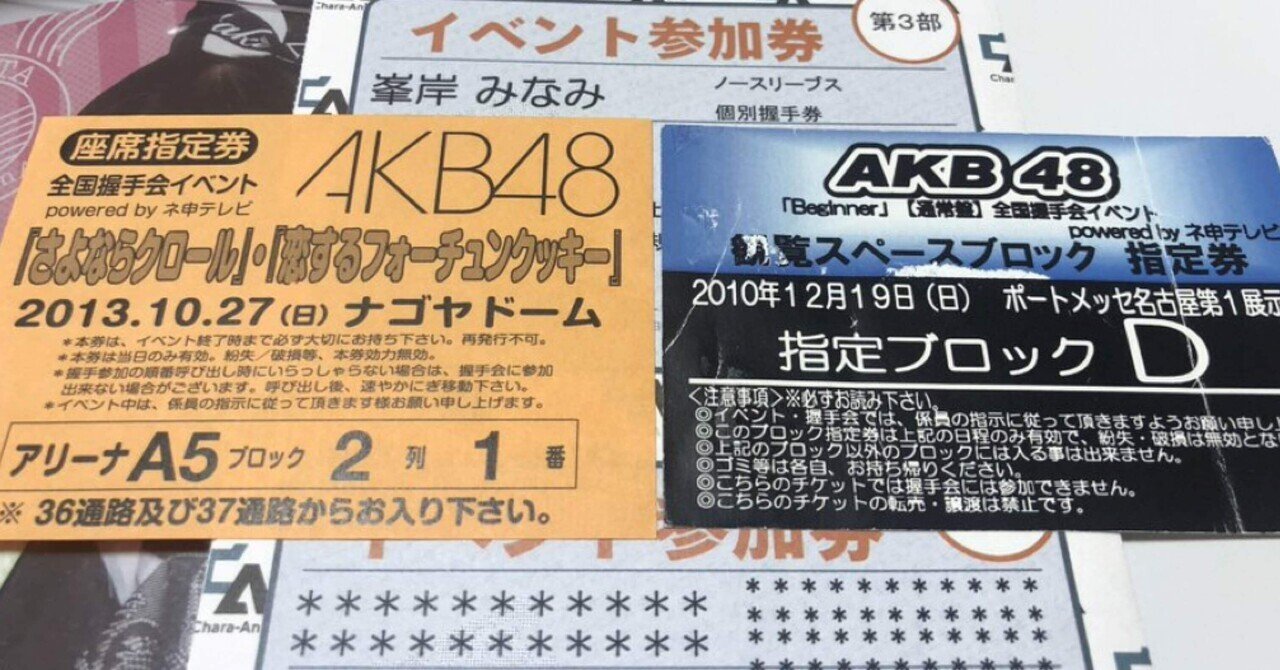 イベント参加券
第3部
峯岸 みなみ
ノースリーブス
個別握手券
Chara-An
Char
座席指定券
AKB48
全国握手会イベント
powered by ネ申テレビ
『さよならクロール』・『恋するフォーチュンクッキー』
2013.10.27(日) ナゴヤドーム
*本券は、イベント終了時まで必ず大切にお持ち下さい。再発行不可。
*本券は当日のみ有効。紛失/破損等、本券効力無効。
*握手参加の順番呼び出し時にいらっしゃらない場合は、握手会に参加
出来ない場合がございます。呼び出し後、速やかにご移動下さい。
*イベント中は、係員の指示に従って頂きます様お願い申し上げます。
アリーナ A5 ブロック 2 列 1 番
※ 36通路及び37通路からお入り下さい。
AKB48
「Beginner」【通常盤】全国握手会イベント
powered by ネ申テレビ
観覧スペースブロック 指定券
2010年12月19日(日) ポートメッセ名古屋第1展示
指定ブロック D
<注意事項>※必ずお読み下さい。
◎イベント・握手会では、係員の指示に従って頂きますようお願い申し
◎このブロック指定券は上記の日程のみ有効で、紛失・破損は無効とな
◎上記のブロック以外のブロックには入る事は出来ません。
◎ゴミ等は各自、お持ち帰りください。
◎こちらのチケットでは握手会には参加できません。
◎こちらのチケットの転売・譲渡は禁止です。
イベント参加券
Chara-An
***********
***********
***********
***********
***********
***********